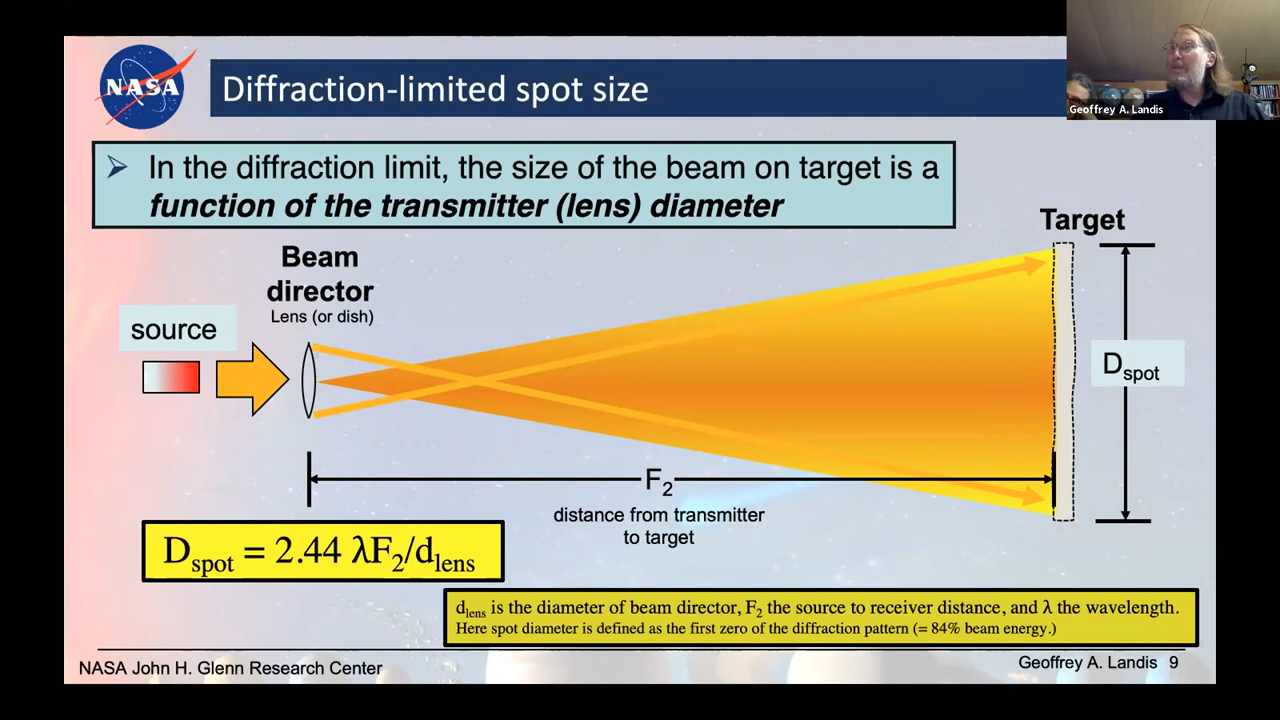 NASA
Diffraction-limited spot size
Geoffrey A. Landis
➢ In the diffraction limit, the size of the beam on target is a
function of the transmitter (lens) diameter
Target
Beam
director
Lens (or dish)
source
D_spot
F₂
distance from transmitter
to target
D_spot = 2.44 λF₂/d_lens
d_lens is the diameter of beam director, F₂ the source to receiver distance, and λ the wavelength.
Here spot diameter is defined as the first zero of the diffraction pattern (= 84% beam energy.)
NASA John H. Glenn Research Center
Geoffrey A. Landis 9